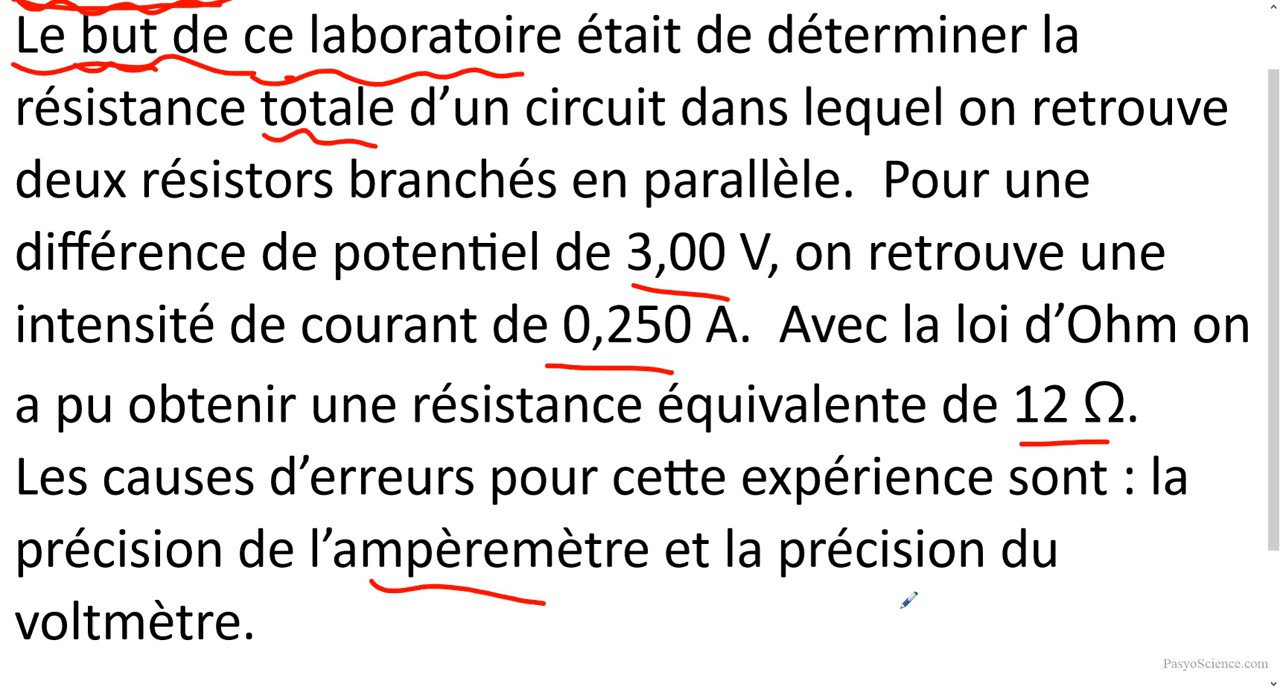 Le but de ce laboratoire était de déterminer la
résistance totale d’un circuit dans lequel on retrouve
deux résistors branchés en parallèle. Pour une
différence de potentiel de 3,00 V, on retrouve une
intensité de courant de 0,250 A. Avec la loi d’Ohm on
a pu obtenir une résistance équivalente de 12 Ω.
Les causes d’erreurs pour cette expérience sont : la
précision de l’ampèremètre et la précision du
voltmètre.
PasyoScience.com